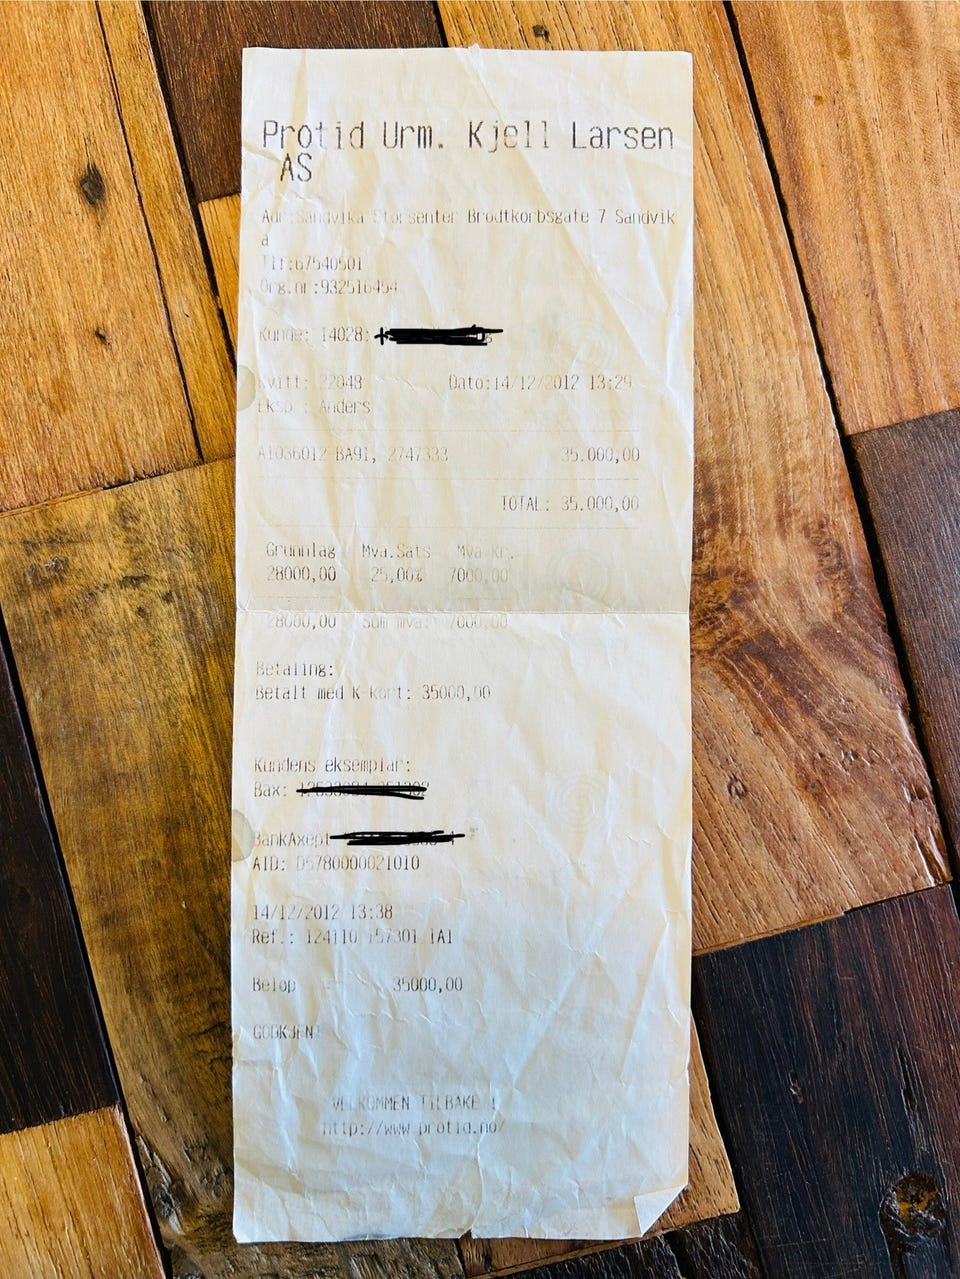 Protid Urm. Kjell Larsen
AS
Adr:Sandvika Storsenter Brodtkorbsgate 7 Sandvik
a
Tlf:67540501
Org.nr:932516454
Kunde: 14028:
Kvitt: 22048 Dato:14/12/2012 13:29
Eksp.: Anders
A1036012-BA91, 2747333 35.000,00
TOTAL: 35.000,00
Grunnlag Mva.Sats Mva Kr.
28000,00 25,00% 7000,00
28000,00 Sum mva: 7000,00
Betaling:
Betalt med K-kort: 35000,00
Kundens eksemplar:
Bax:
BankAxept
AID: D5780000021010
14/12/2012 13:38
Ref.: 124110 157301 1A1
Beløp 35000,00
GODKJENT
VELKOMMEN TILBAKE !
http://www.protid.no/